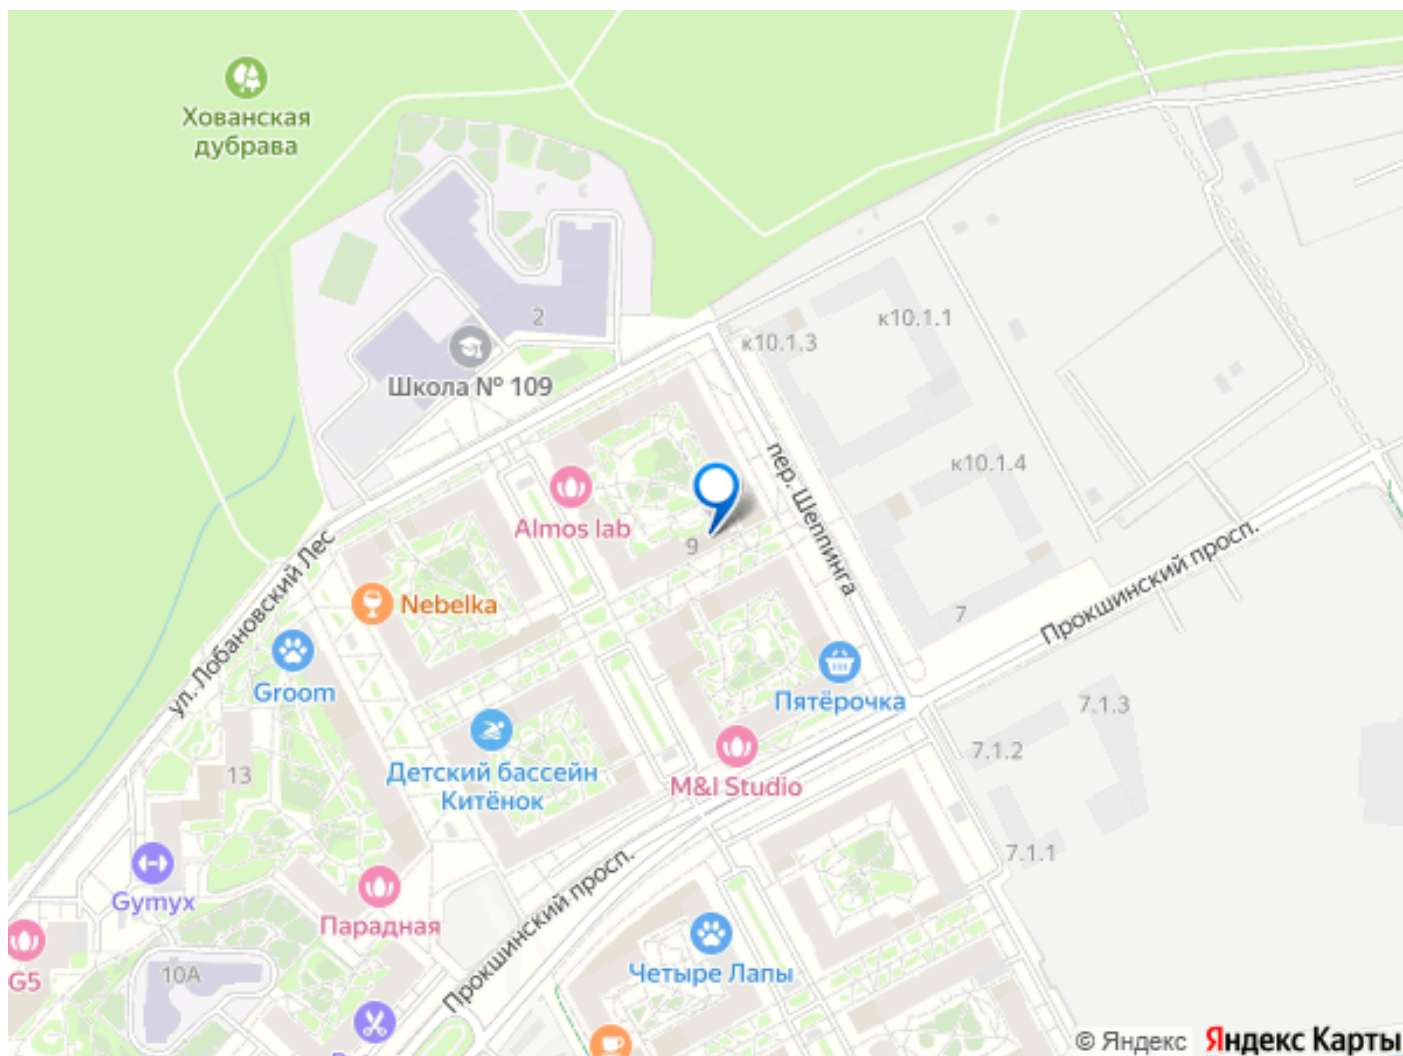 Хованская
дубрава
к10.1.1
2
к10.1.3
Школа № 109
пер. Шеппинга
к10.1.4
Almos lab
9
Прокшинский просп.
ул. Лобановский Лес
Nebelka
7
Groom
Пятёрочка
7.1.3
7.1.2
13
Детский бассейн
Китёнок
M&I Studio
7.1.1
Gymyx
Прокшинский просп.
Парадная
G5
10А
Четыре Лапы
© Яндекс Яндекс Карты